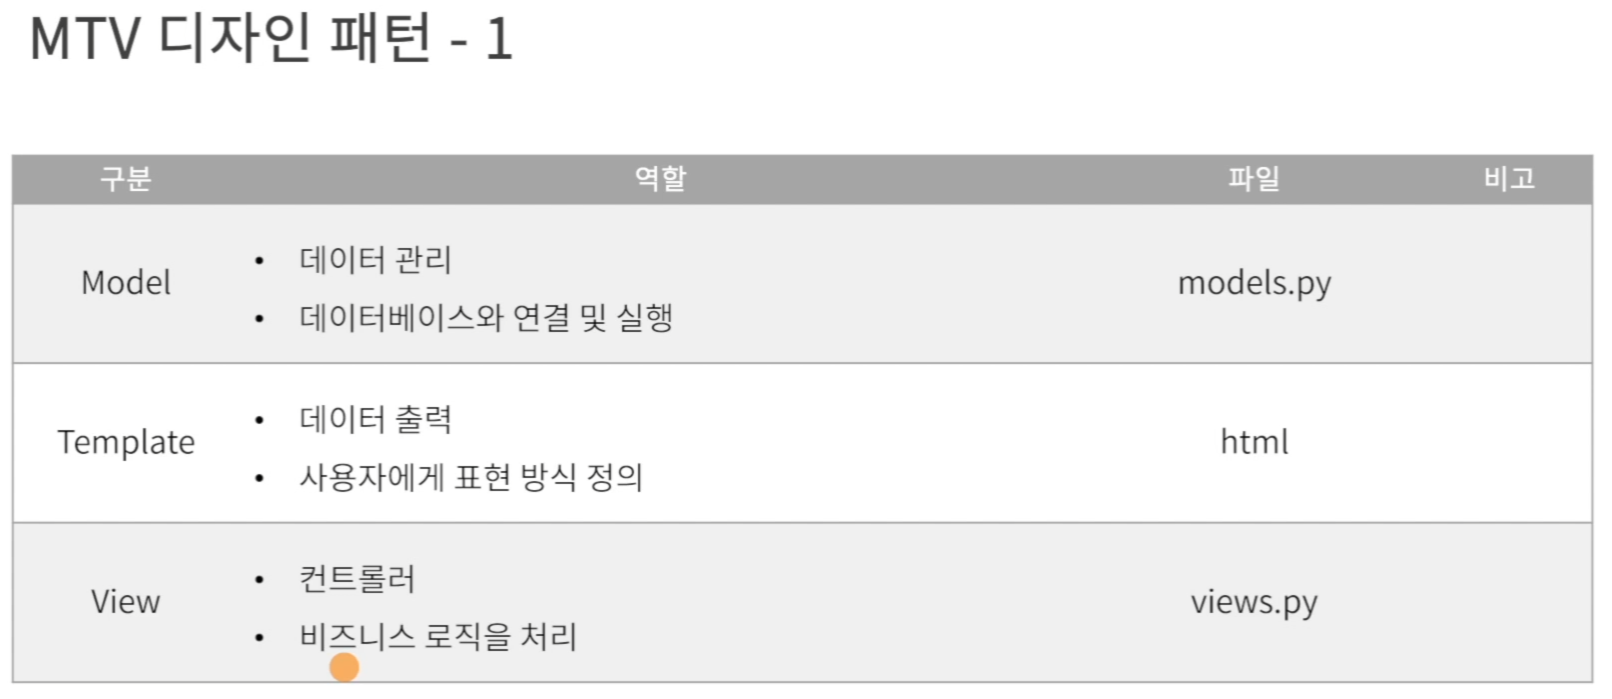 MTV 디자인 패턴 - 1
구분 역할 파일 비고
Model
• 데이터 관리
• 데이터베이스와 연결 및 실행
models.py
Template
• 데이터 출력
• 사용자에게 표현 방식 정의
html
View
• 컨트롤러
• 비즈니스 로직을 처리
views.py